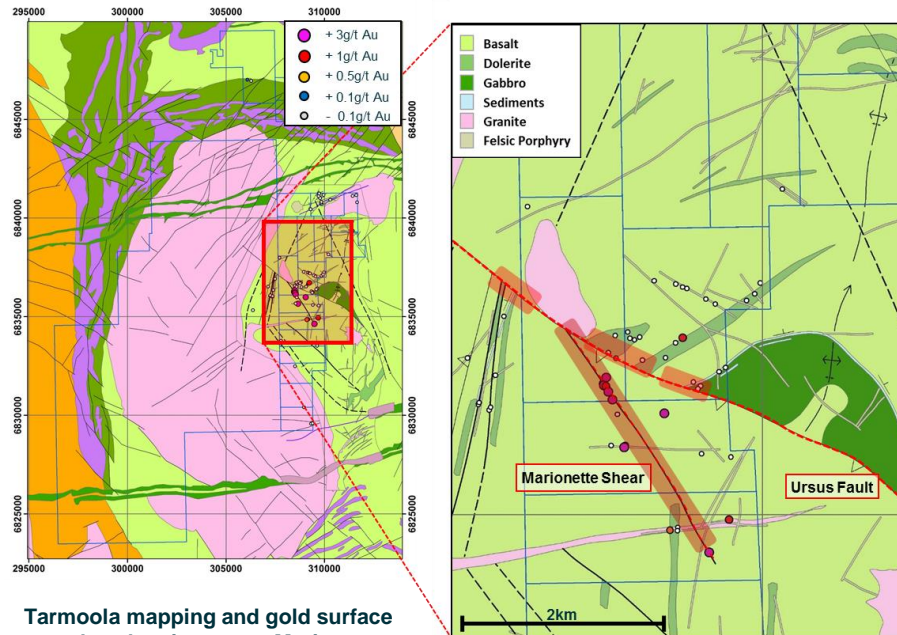 295000 300000 305000 310000
+ 3g/t Au
+ 1g/t Au
+ 0.5g/t Au
+ 0.1g/t Au
- 0.1g/t Au
6845000
6840000
6835000
6830000
6825000
6845000
6840000
6835000
6830000
6825000
295000 300000 305000 310000
Basalt
Dolerite
Gabbro
Sediments
Granite
Felsic Porphyry
Marionette Shear
Ursus Fault
2km
Tarmoola mapping and gold surface